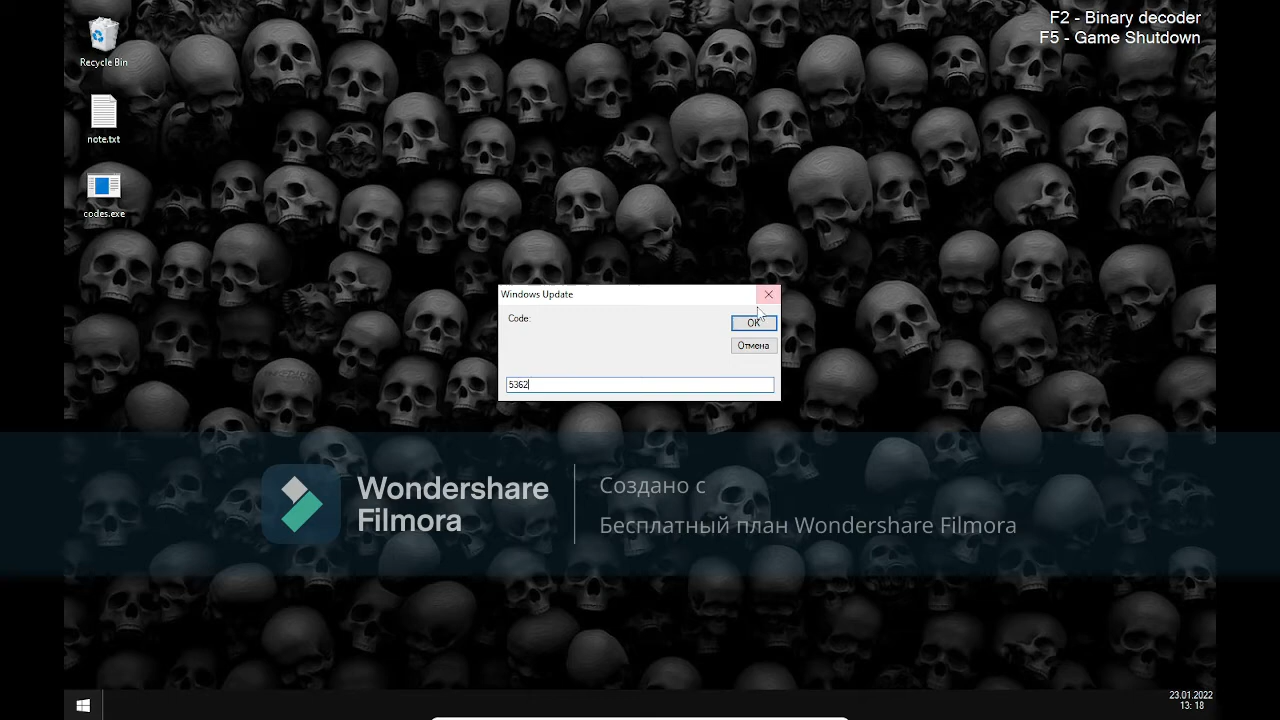 F2 - Binary decoder
F5 - Game Shutdown
Recycle Bin
note.txt
codes.exe
Windows Update
Code:
OK
Отмена
5362
Wondershare
Filmora
Создано с
Бесплатный план Wondershare Filmora
23.01.2022
13: 18